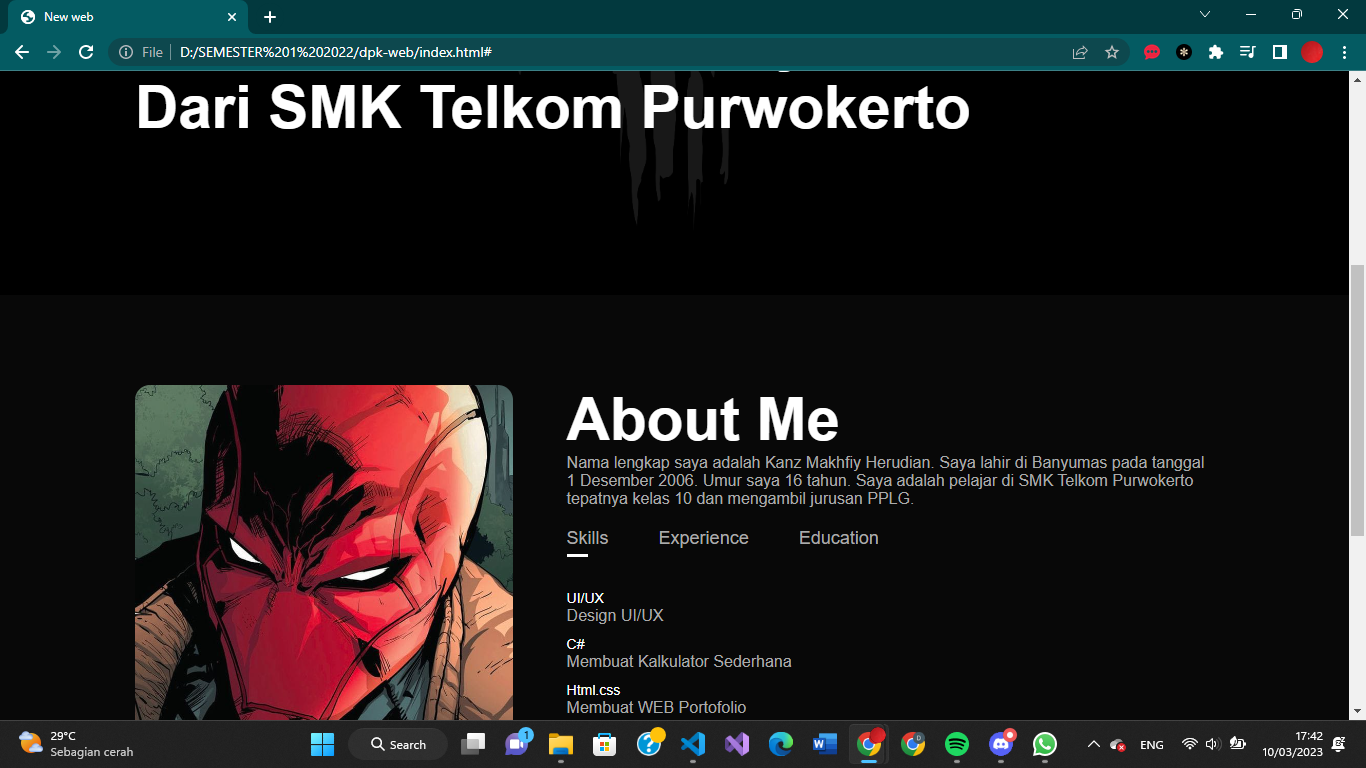 New web
File
D:/SEMESTER%201%202022/dpk-web/index.html#
Dari SMK Telkom Purwokerto
About Me
Nama lengkap saya adalah Kanz Makhfiy Herudian. Saya lahir di Banyumas pada tanggal
1 Desember 2006. Umur saya 16 tahun. Saya adalah pelajar di SMK Telkom Purwokerto
tepatnya kelas 10 dan mengambil jurusan PPLG.
Skills Experience Education
UI/UX
Design UI/UX
C#
Membuat Kalkulator Sederhana
Html.css
Membuat WEB Portofolio
29°C
Sebagian cerah
Search
1
D
ENG
17:42
10/03/2023